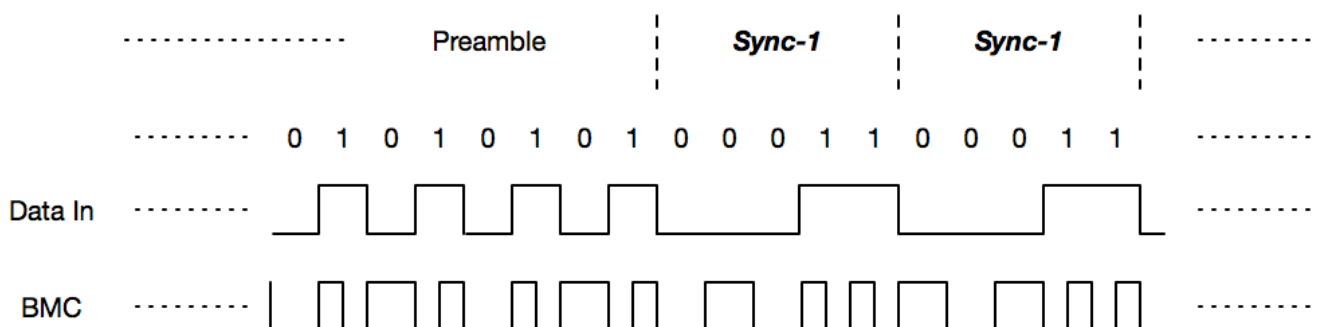 Preamble Sync-1 Sync-1
0 1 0 1 0 1 0 1 0 0 0 1 1 0 0 0 1 1
Data In
BMC